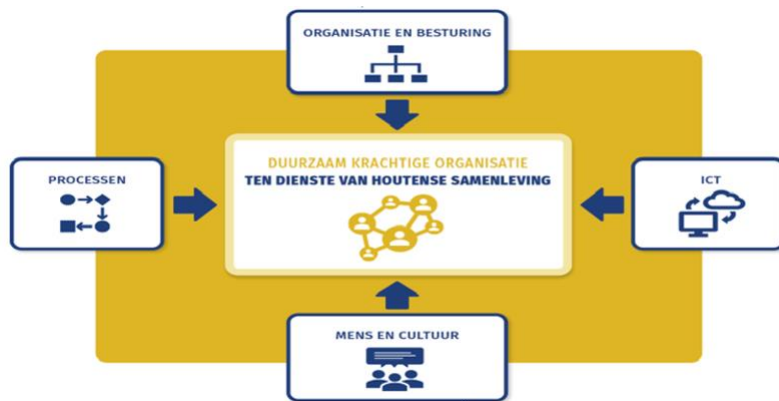 ORGANISATIE EN BESTURING
DUURZAAM KRACHTIGE ORGANISATIE
TEN DIENSTE VAN HOUTENSE SAMENLEVING
PROCESSEN
ICT
MENS EN CULTUUR